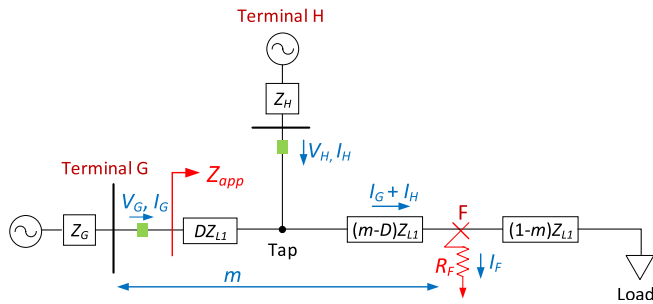 Terminal H
Z_H
V_H, I_H
Terminal G
Z_app
I_G + I_H
V_G, I_G
F
Z_G
DZ_L1
(m-D)Z_L1
(1-m)Z_L1
Tap
R_F
I_F
m
Load